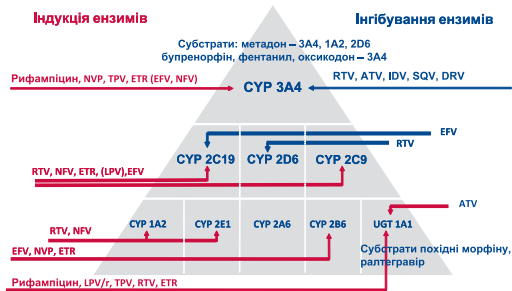 Індукція ензимів
Інгібування ензимів
Субстрати: метадон – 3A4, 1A2, 2D6
бупренорфін, фентанил, оксикодон – 3A4
Рифампіцин, NVP, TPV, ETR (EFV, NFV)
CYP 3A4
RTV, ATV, IDV, SQV, DRV
EFV
RTV
CYP 2C19
CYP 2D6
CYP 2C9
RTV, NFV, ETR, (LPV),EFV
ATV
CYP 1A2
CYP 2E1
CYP 2A6
CYP 2B6
UGT 1A1
RTV, NFV
EFV, NVP, ETR
Субстрати похідні морфіну,
ралтегравір
Рифампіцин, LPV/r, TPV, RTV, ETR